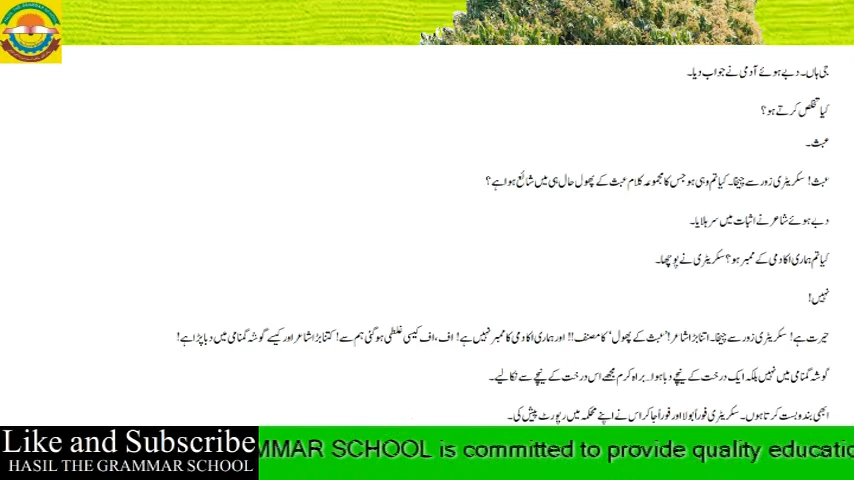 جی ہاں۔ دبے ہوئے آدمی نے جواب دیا۔
کیا تخلص کرتے ہو؟
عبث۔
عبث! سکریٹری زور سے چیخا۔ کیا تم وہی ہو جس کا مجموعہ کلام عبث کے پھول حال ہی میں شائع ہوا ہے؟
دبے ہوئے شاعر نے اثبات میں سر ہلایا۔
کیا تم ہماری اکادمی کے ممبر ہو؟ سکریٹری نے پوچھا۔
نہیں!
حیرت ہے! سکریٹری زور سے چیخا۔ اتنا بڑا شاعر! 'عبث کے پھول' کا مصنف!! اور ہماری اکادمی کا ممبر نہیں ہے! اف، اف کیسی غلطی ہو گئی ہم سے! کتنا بڑا شاعر اور کیسے گوشہ گمنامی میں دبا پڑا ہے!
گوشہ گمنامی میں نہیں بلکہ ایک درخت کے نیچے دبا ہوا۔۔ براہ کرم مجھے اس درخت کے نیچے سے نکالیے۔
ابھی بندوبست کرتا ہوں۔ سکریٹری فوراً بولا اور فوراً جا کر اس نے اپنے محکمہ میں رپورٹ پیش کی۔
Like and Subscribe
HASIL THE GRAMMAR SCHOOL
MMAR SCHOOL is committed to provide quality educatio